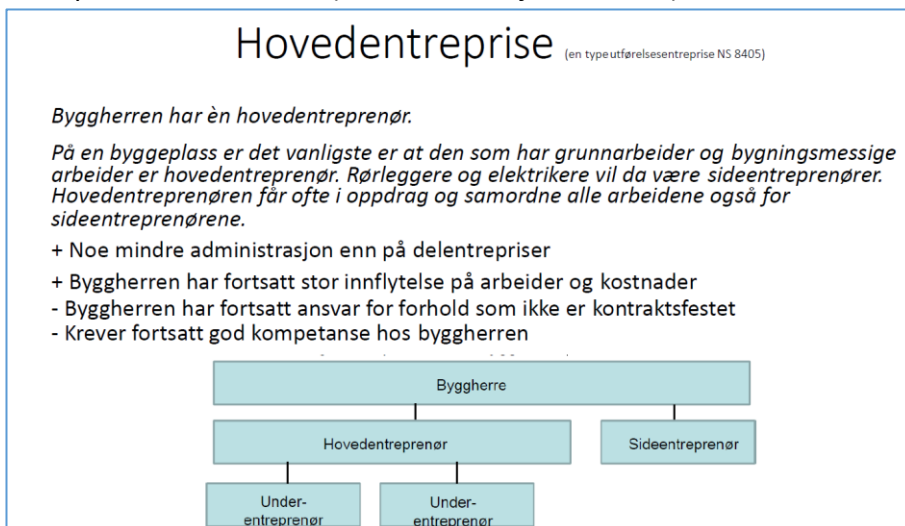 Hovedentreprise (en type utførelsesentreprise NS 8405)
Byggherren har èn hovedentreprenør.
På en byggeplass er det vanligste er at den som har grunnarbeider og bygningsmessige
arbeider er hovedentreprenør. Rørleggere og elektrikere vil da være sideentreprenører.
Hovedentreprenøren får ofte i oppdrag og samordne alle arbeidene også for
sideentreprenørene.
+ Noe mindre administrasjon enn på delentrepriser
+ Byggherren har fortsatt stor innflytelse på arbeider og kostnader
- Byggherren har fortsatt ansvar for forhold som ikke er kontraktsfestet
- Krever fortsatt god kompetanse hos byggherren
Byggherre
Hovedentreprenør
Sideentreprenør
Under-
entreprenør
Under-
entreprenør